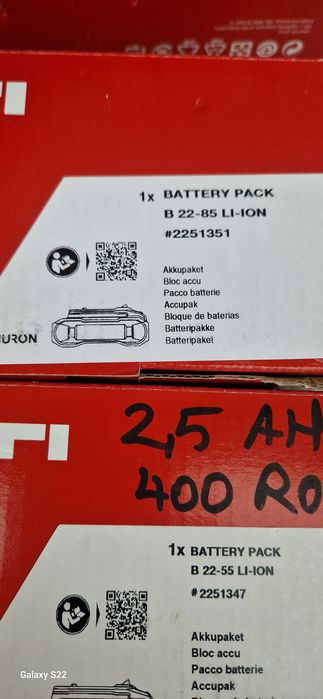 TI
1x BATTERY PACK
B 22-85 LI-ION
#2251351
Akkupaket
Bloc accu
Pacco batterie
Accupak
Bloque de baterias
Batteripakke
Batteripaket
URON
TI
2,5 AH
400 RO
1x BATTERY PACK
B 22-55 LI-ION
#2251347
Akkupaket
Bloc accu
Pacco batterie
Accupak
Galaxy S22